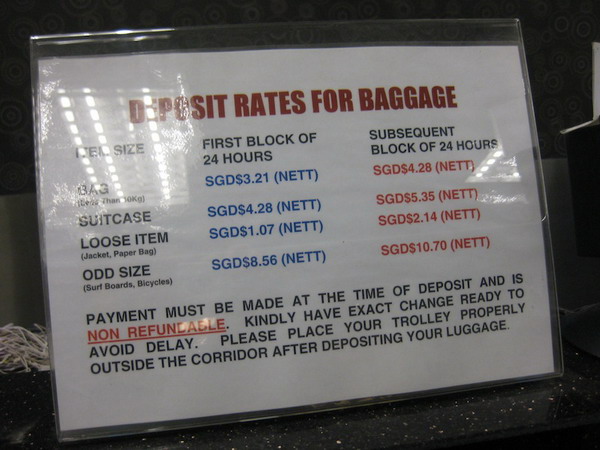 DEPOSIT RATES FOR BAGGAGE
ITEM SIZE FIRST BLOCK OF 24 HOURS SUBSEQUENT BLOCK OF 24 HOURS
BAG SGD$3.21 (NETT) SGD$4.28 (NETT)
(Less Than 10Kg)
SUITCASE SGD$4.28 (NETT) SGD$5.35 (NETT)
LOOSE ITEM SGD$1.07 (NETT) SGD$2.14 (NETT)
(Jacket, Paper Bag)
ODD SIZE SGD$8.56 (NETT) SGD$10.70 (NETT)
(Surf Boards, Bicycles)
PAYMENT MUST BE MADE AT THE TIME OF DEPOSIT AND IS
NON REFUNDABLE. KINDLY HAVE EXACT CHANGE READY TO
AVOID DELAY. PLEASE PLACE YOUR TROLLEY PROPERLY
OUTSIDE THE CORRIDOR AFTER DEPOSITING YOUR LUGGAGE.